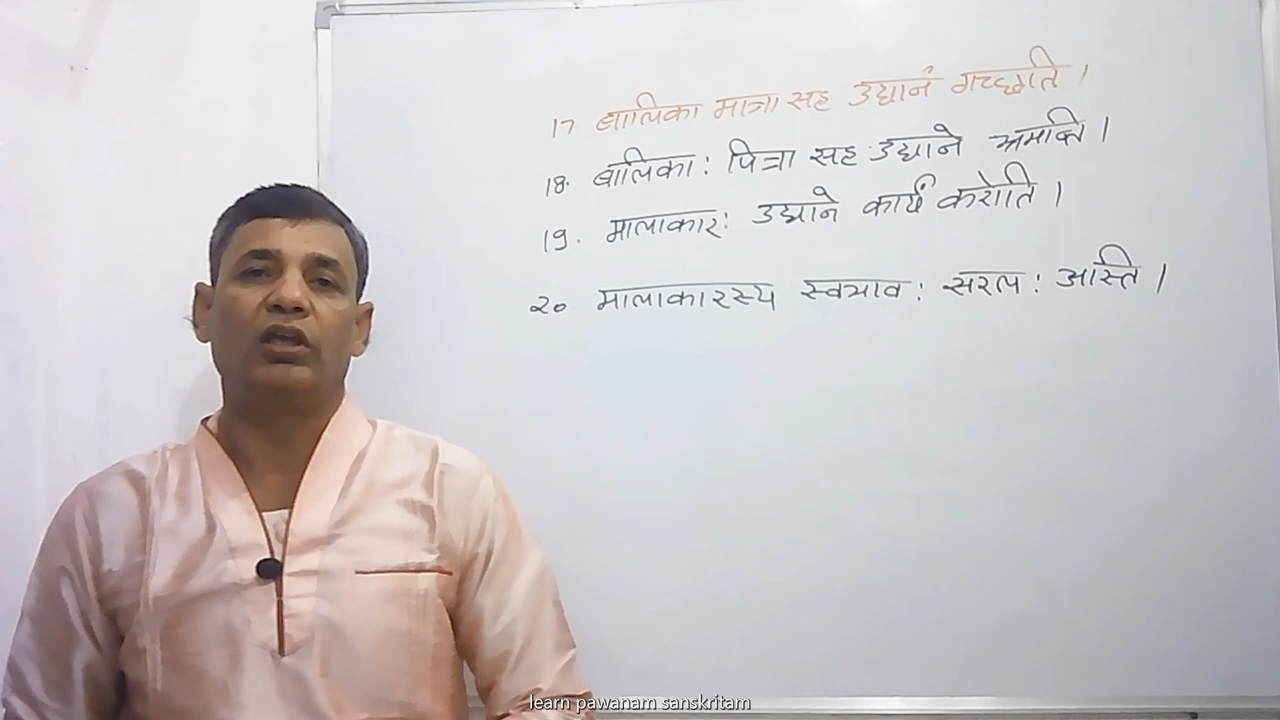 17 बालिका मात्रा सह उद्यानं गच्छति ।
18. बालिका: पित्रा सह उद्याने भ्रमन्ति ।
19. मालाकार: उद्याने कार्यं करोति ।
२० मालाकारस्य स्वभाव: सरल: अस्ति ।
learn pawanam sanskritam